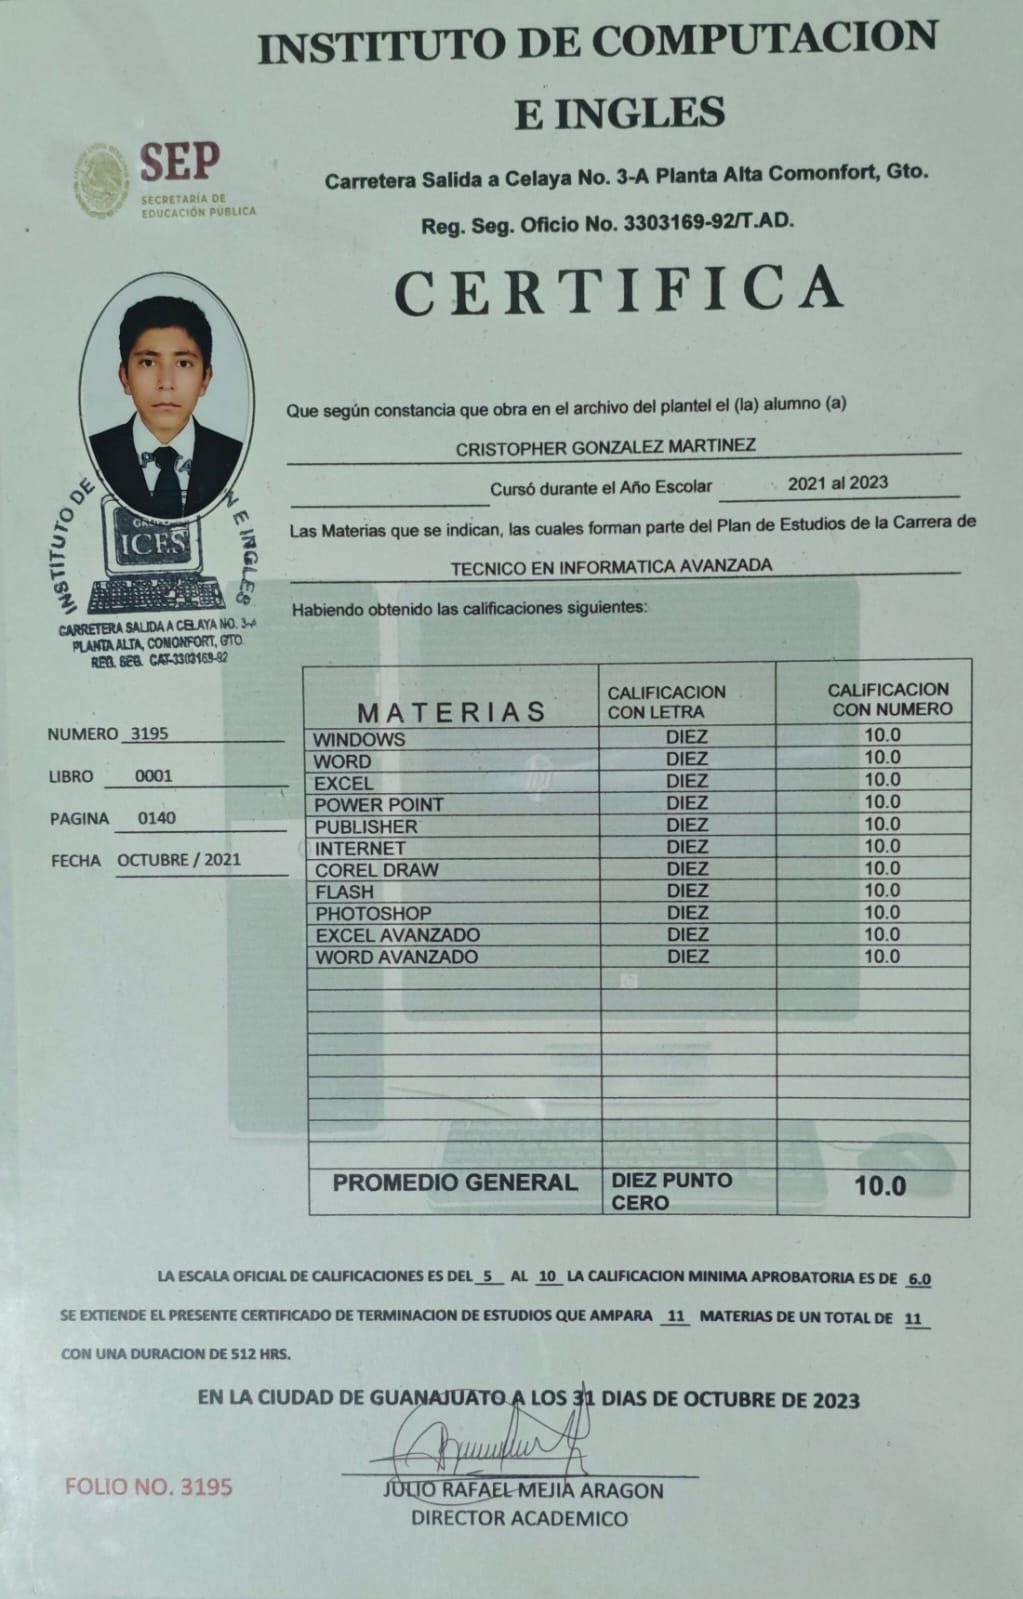 INSTITUTO DE COMPUTACION
E INGLES
SEP
SECRETARÍA DE
EDUCACIÓN PÚBLICA
Carretera Salida a Celaya No. 3-A Planta Alta Comonfort, Gto.
Reg. Seg. Oficio No. 3303169-92/T.AD.
CERTIFICA
Que según constancia que obra en el archivo del plantel el (la) alumno (a)
CRISTOPHER GONZALEZ MARTINEZ
Cursó durante el Año Escolar 2021 al 2023
Las Materias que se indican, las cuales forman parte del Plan de Estudios de la Carrera de
TECNICO EN INFORMATICA AVANZADA
Habiendo obtenido las calificaciones siguientes:
INSTITUTO DE
N E INGLES
ICES
CARRETERA SALIDA A CELAYA NO. 3-A
PLANTA ALTA, COMONFORT, GTO.
REG. SEG. CAT-3303169-92
NUMERO 3195
LIBRO 0001
PAGINA 0140
FECHA OCTUBRE / 2021
MATERIAS CALIFICACION CON LETRA CALIFICACION CON NUMERO
WINDOWS DIEZ 10.0
WORD DIEZ 10.0
EXCEL DIEZ 10.0
POWER POINT DIEZ 10.0
PUBLISHER DIEZ 10.0
INTERNET DIEZ 10.0
COREL DRAW DIEZ 10.0
FLASH DIEZ 10.0
PHOTOSHOP DIEZ 10.0
EXCEL AVANZADO DIEZ 10.0
WORD AVANZADO DIEZ 10.0
PROMEDIO GENERAL DIEZ PUNTO CERO 10.0
LA ESCALA OFICIAL DE CALIFICACIONES ES DEL 5 AL 10 LA CALIFICACION MINIMA APROBATORIA ES DE 6.0
SE EXTIENDE EL PRESENTE CERTIFICADO DE TERMINACION DE ESTUDIOS QUE AMPARA 11 MATERIAS DE UN TOTAL DE 11
CON UNA DURACION DE 512 HRS.
EN LA CIUDAD DE GUANAJUATO A LOS 31 DIAS DE OCTUBRE DE 2023
FOLIO NO. 3195
JULIO RAFAEL MEJIA ARAGON
DIRECTOR ACADEMICO